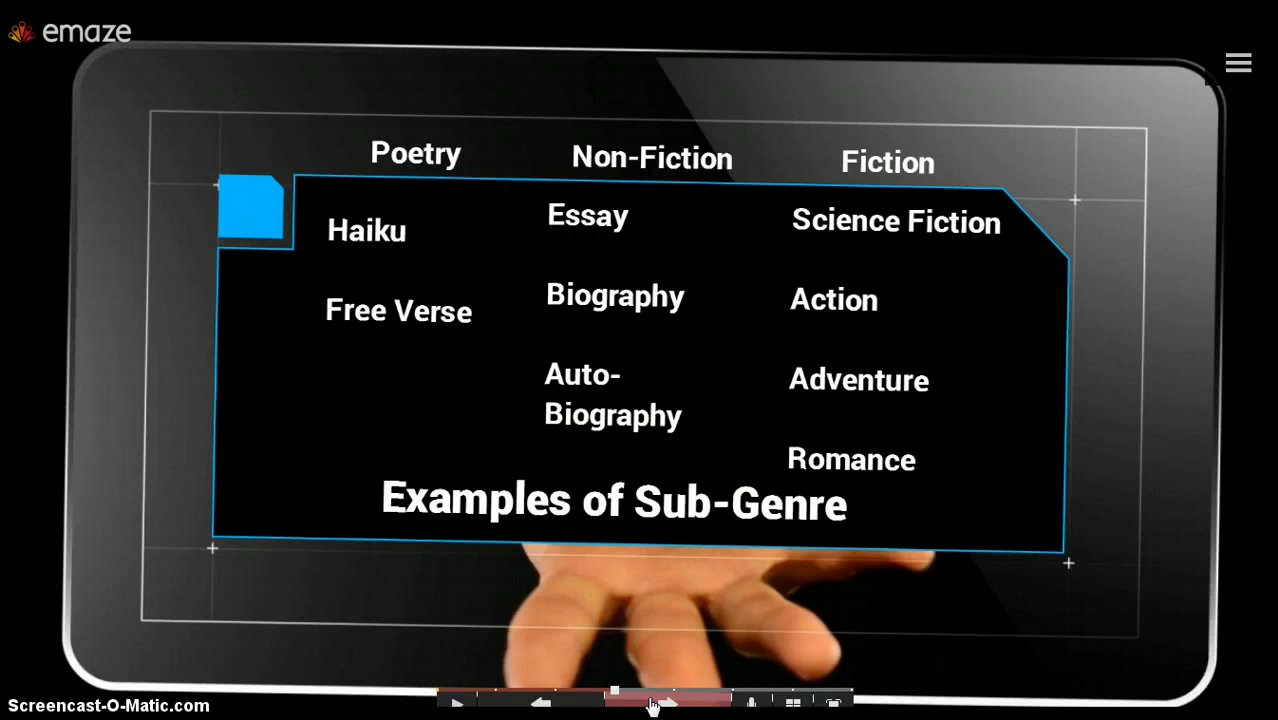 emaze
Poetry
Non-Fiction
Fiction
Haiku
Free Verse
Essay
Biography
Auto-
Biography
Science Fiction
Action
Adventure
Romance
Examples of Sub-Genre
Screencast-O-Matic.com